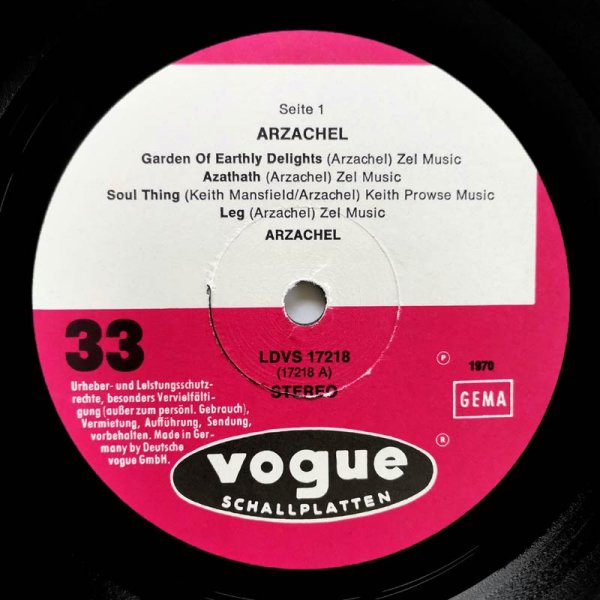 Seite 1
ARZACHEL
Garden Of Earthly Delights (Arzachel) Zel Music
Azathath (Arzachel) Zel Music
Soul Thing (Keith Mansfield/Arzachel) Keith Prowse Music
Leg (Arzachel) Zel Music
ARZACHEL
33
LDVS 17218
(17218 A)
STEREO
Ⓟ 1970
GEMA
Urheber- und Leistungsschutz-
rechte, besonders Vervielfälti-
gung (außer zum persönl. Gebrauch),
Vermietung, Aufführung, Sendung,
vorbehalten. Made in Ger-
many by Deutsche
vogue GmbH.
®
vogue
SCHALLPLATTEN